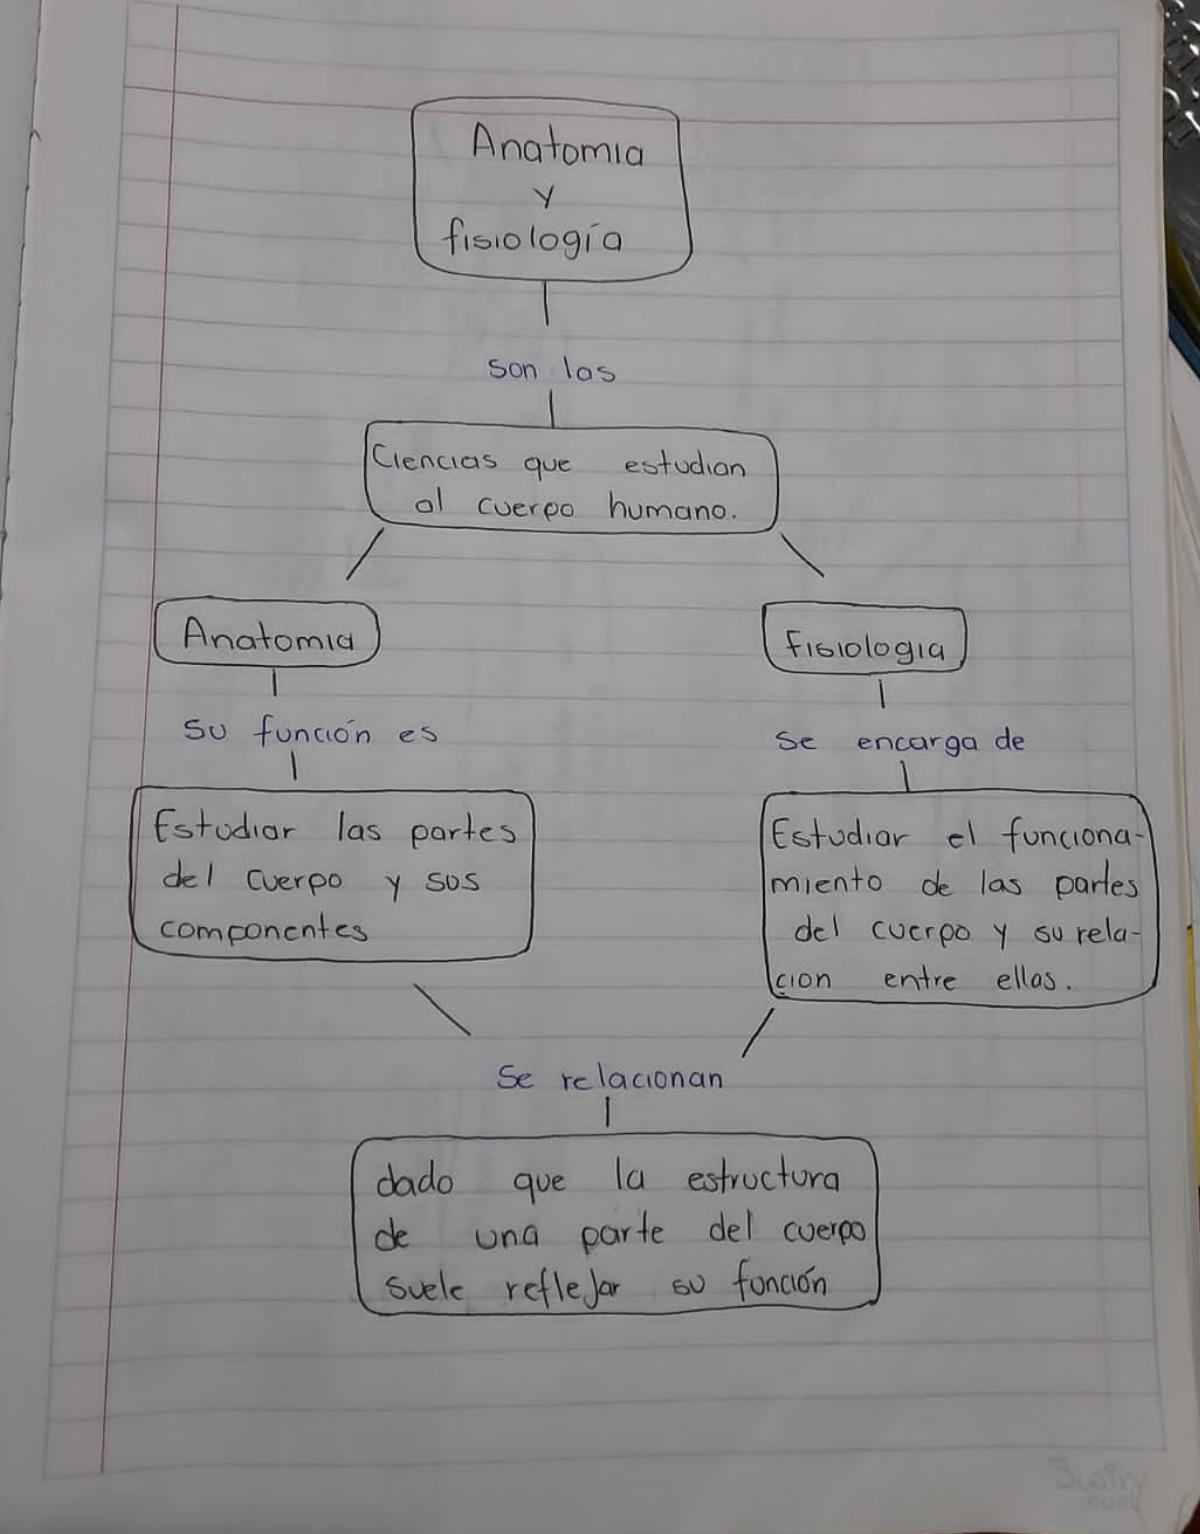 Anatomia
y
fisiología
son las
Ciencias que estudian
al cuerpo humano.
Anatomia
fisiologia
su función es
se encarga de
Estudiar las partes
del cuerpo y sus
componentes
Estudiar el funciona-
miento de las partes
del cuerpo y su rela-
cion entre ellas.
Se relacionan
dado que la estructura
de una parte del cuerpo
suele reflejar su función